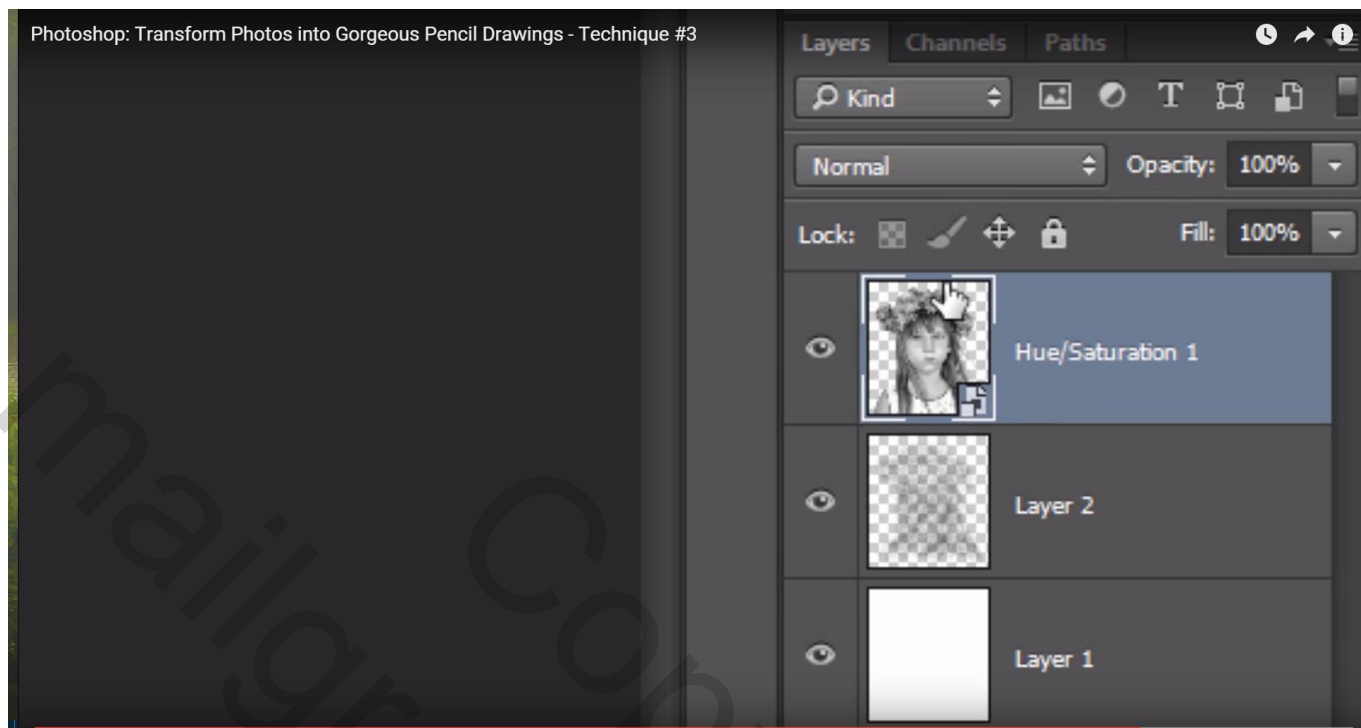 Photoshop: Transform Photos into Gorgeous Pencil Drawings - Technique #3
Layers Channels Paths
Kind
Normal Opacity: 100%
Lock: Fill: 100%
Hue/Saturation 1
Layer 2
Layer 1